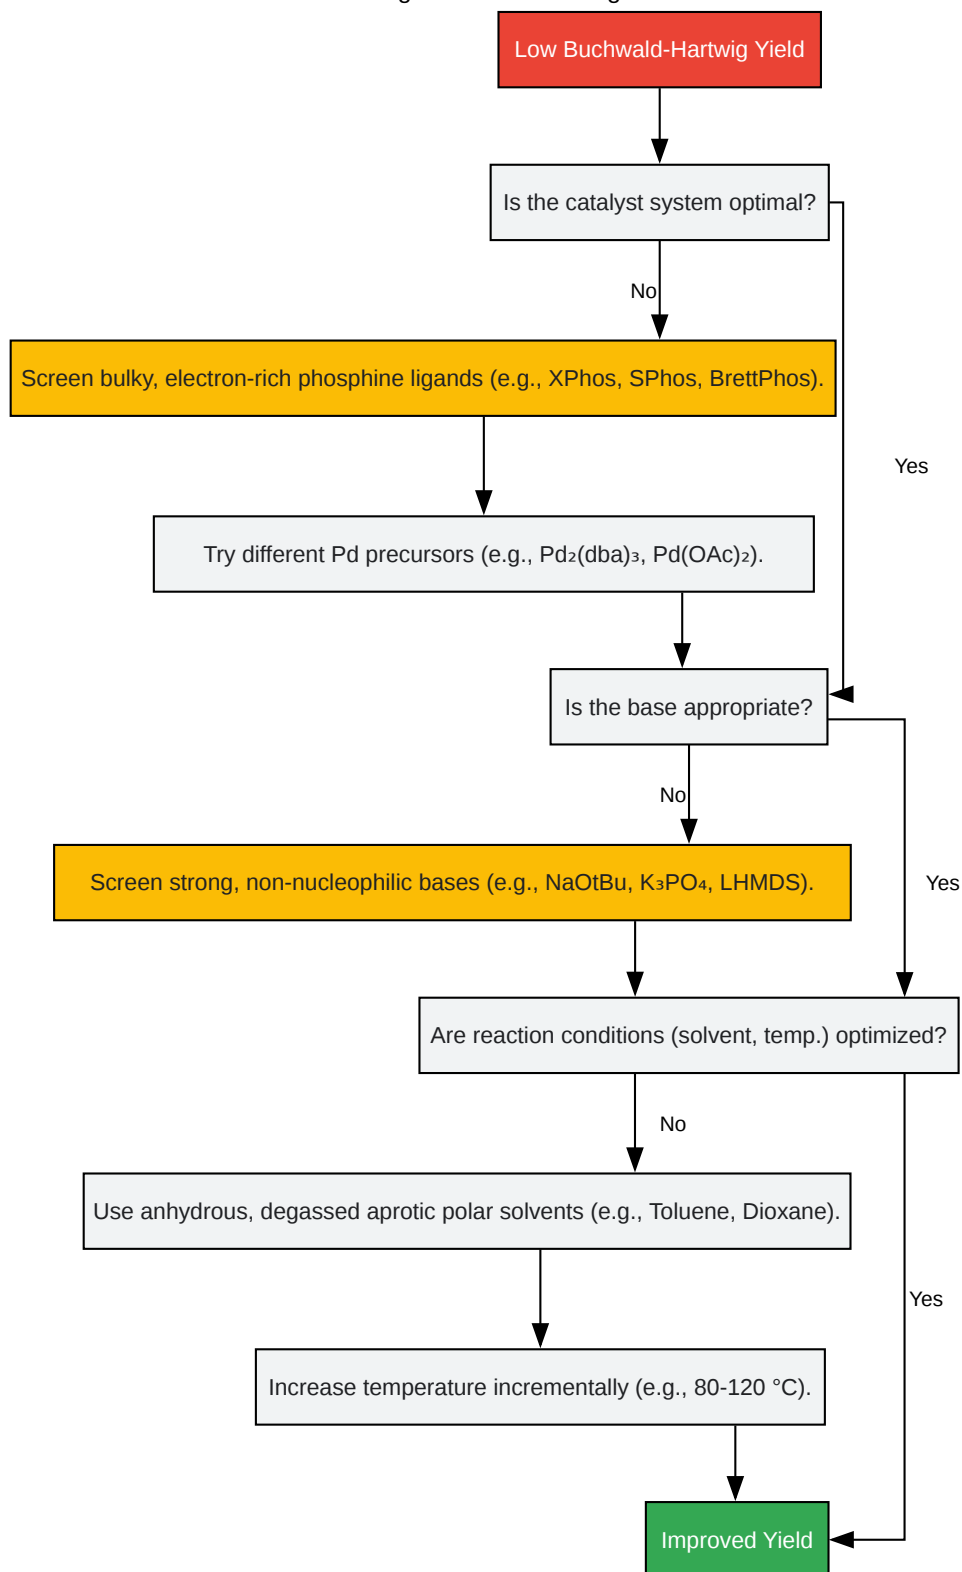 Low Buchwald-Hartwig Yield
Is the catalyst system optimal?
No
Screen bulky, electron-rich phosphine ligands (e.g., XPhos, SPhos, BrettPhos).
Yes
Try different Pd precursors (e.g., Pd₂(dba)₃, Pd(OAc)₂).
Is the base appropriate?
No
Screen strong, non-nucleophilic bases (e.g., NaOtBu, K₃PO₄, LHMDS).
Yes
Are reaction conditions (solvent, temp.) optimized?
No
Use anhydrous, degassed aprotic polar solvents (e.g., Toluene, Dioxane).
Yes
Increase temperature incrementally (e.g., 80-120 °C).
Improved Yield